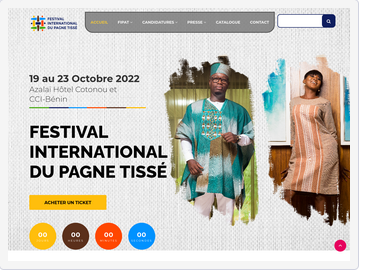 FESTIVAL
INTERNATIONAL
DU PAGNE TISSÉ
ACCUEIL FIPAT CANDIDATURES PRESSE CATALOGUE CONTACT
19 au 23 Octobre 2022
Azalaï Hôtel Cotonou et
CCI-Bénin
FESTIVAL
INTERNATIONAL
DU PAGNE TISSÉ
ACHETER UN TICKET
00 00 00 00
JOURS HEURES MINUTES SECONDES